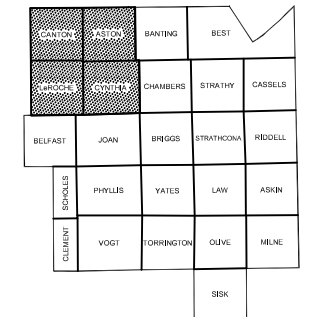 CANTON ASTON BANTING BEST
LeROCHE CYNTHIA CHAMBERS STRATHY CASSELS
BELFAST JOAN BRIGGS STRATHCONA RIDDELL
SCHOLES PHYLLIS YATES LAW ASKIN
CLEMENT VOGT TORRINGTON OLIVE MILNE
SISK